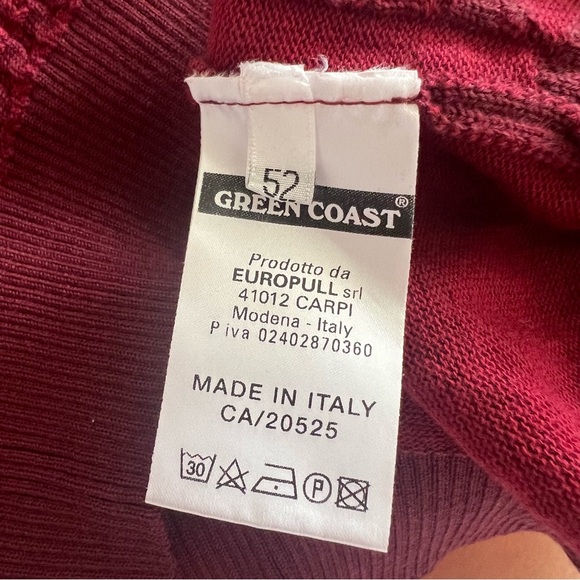 52
GREEN COAST®
Prodotto da
EUROPULL srl
41012 CARPI
Modena - Italy
P iva 02402870360
MADE IN ITALY
CA/20525
30 P